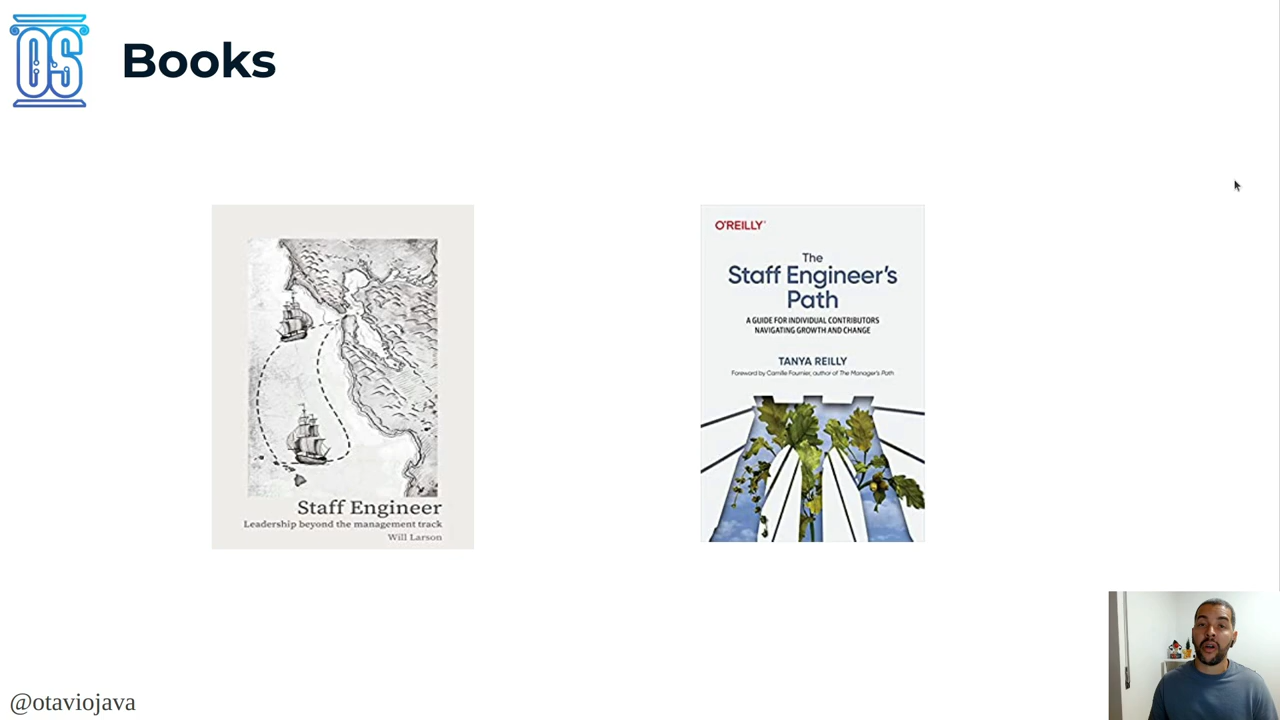 OS
Books
Staff Engineer
Leadership beyond the management track
Will Larson
O'REILLY®
The
Staff Engineer's
Path
A GUIDE FOR INDIVIDUAL CONTRIBUTORS
NAVIGATING GROWTH AND CHANGE
TANYA REILLY
Foreword by Camille Fournier, author of The Manager's Path
@otaviojava